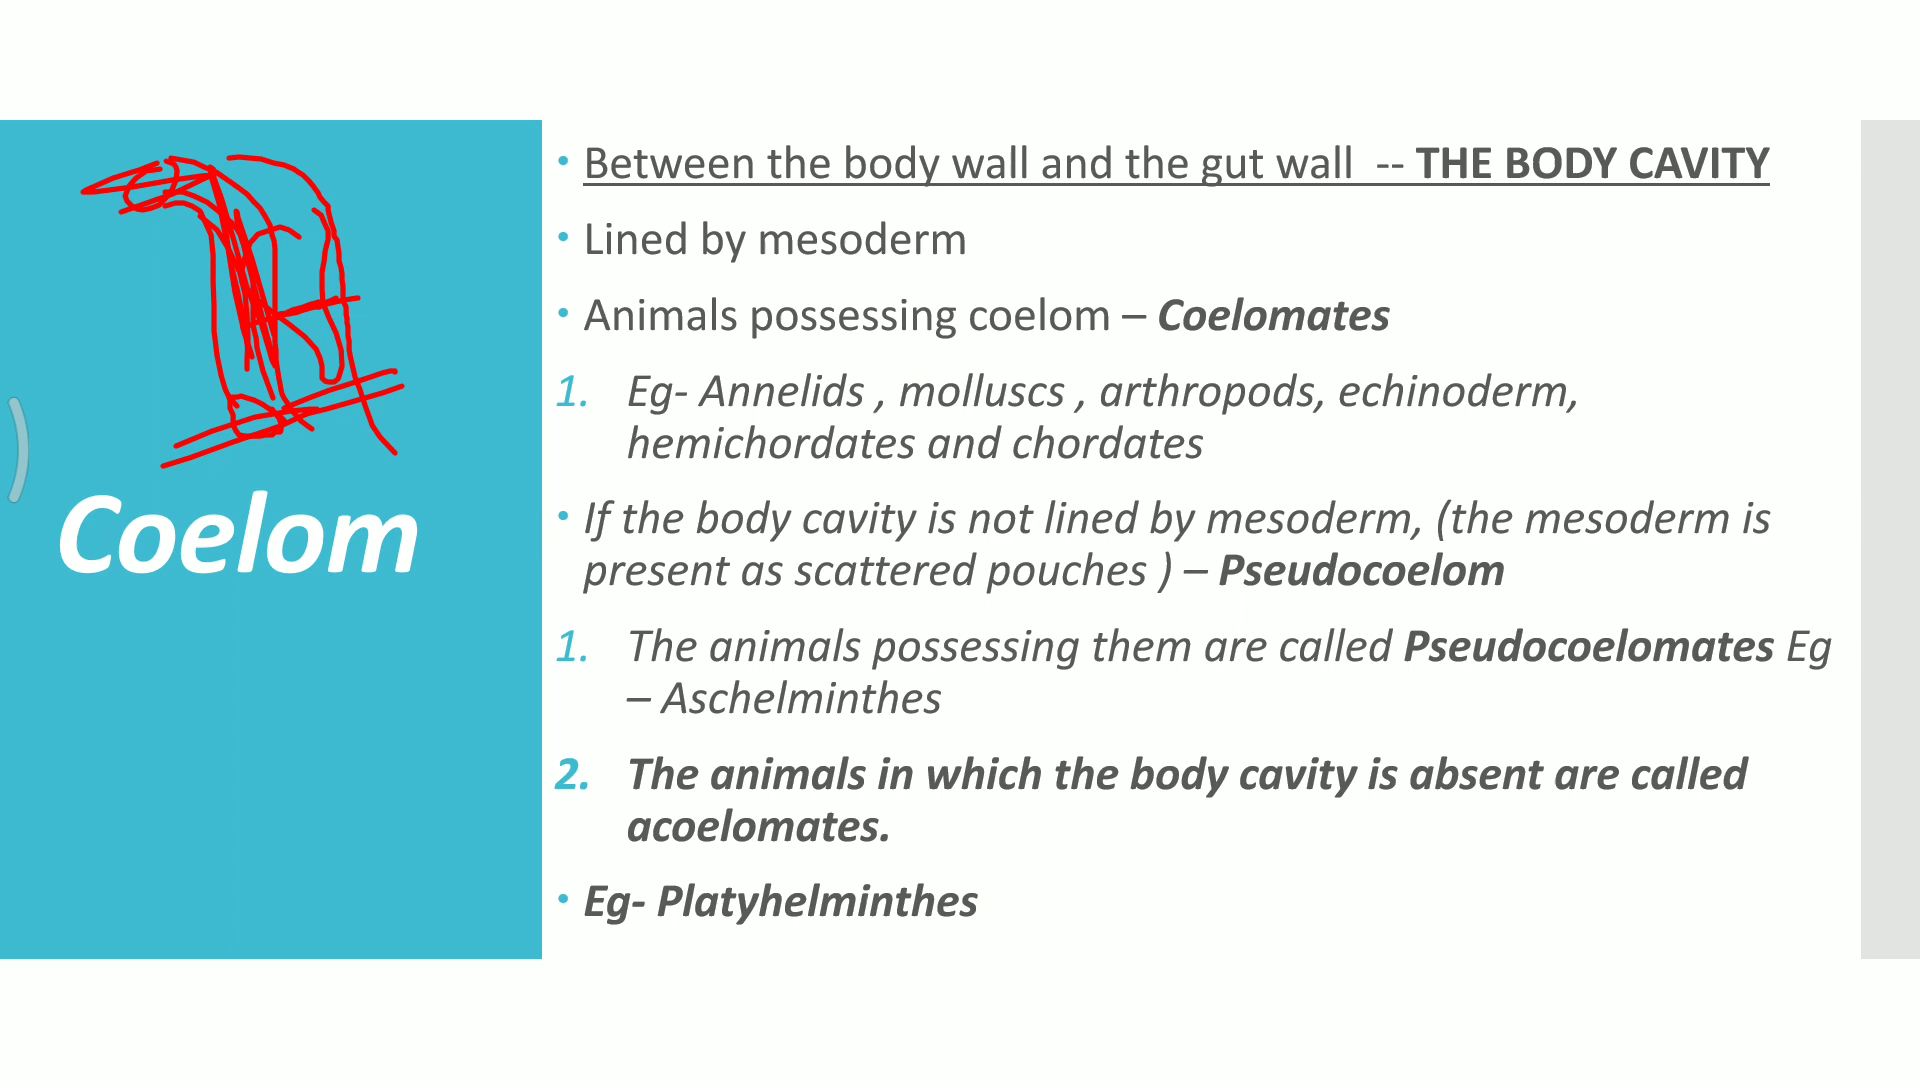 Coelom
Between the body wall and the gut wall -- THE BODY CAVITY
Lined by mesoderm
Animals possessing coelom – Coelomates
1. Eg- Annelids , molluscs , arthropods, echinoderm,
hemichordates and chordates
If the body cavity is not lined by mesoderm, (the mesoderm is
present as scattered pouches ) – Pseudocoelom
1. The animals possessing them are called Pseudocoelomates Eg
– Aschelminthes
2. The animals in which the body cavity is absent are called
acoelomates.
Eg- Platyhelminthes